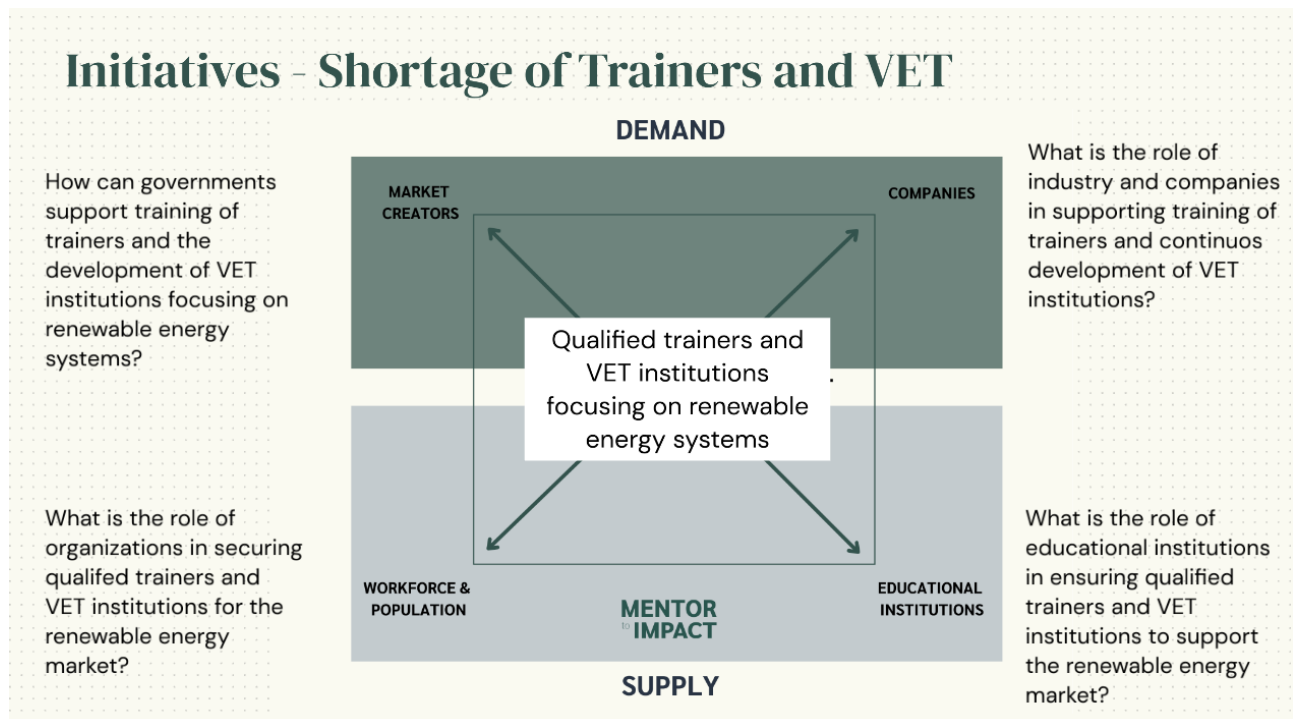 Initiatives - Shortage of Trainers and VET
DEMAND
How can governments
support training of
trainers and the
development of VET
institutions focusing on
renewable energy
systems?
MARKET
CREATORS
COMPANIES
What is the role of
industry and companies
in supporting training of
trainers and continuos
development of VET
institutions?
Qualified trainers and
VET institutions
focusing on renewable
energy systems
.
What is the role of
organizations in securing
qualifed trainers and
VET institutions for the
renewable energy
market?
WORKFORCE &
POPULATION
MENTOR
to IMPACT
EDUCATIONAL
INSTITUTIONS
What is the role of
educational institutions
in ensuring qualified
trainers and VET
institutions to support
the renewable energy
market?
SUPPLY